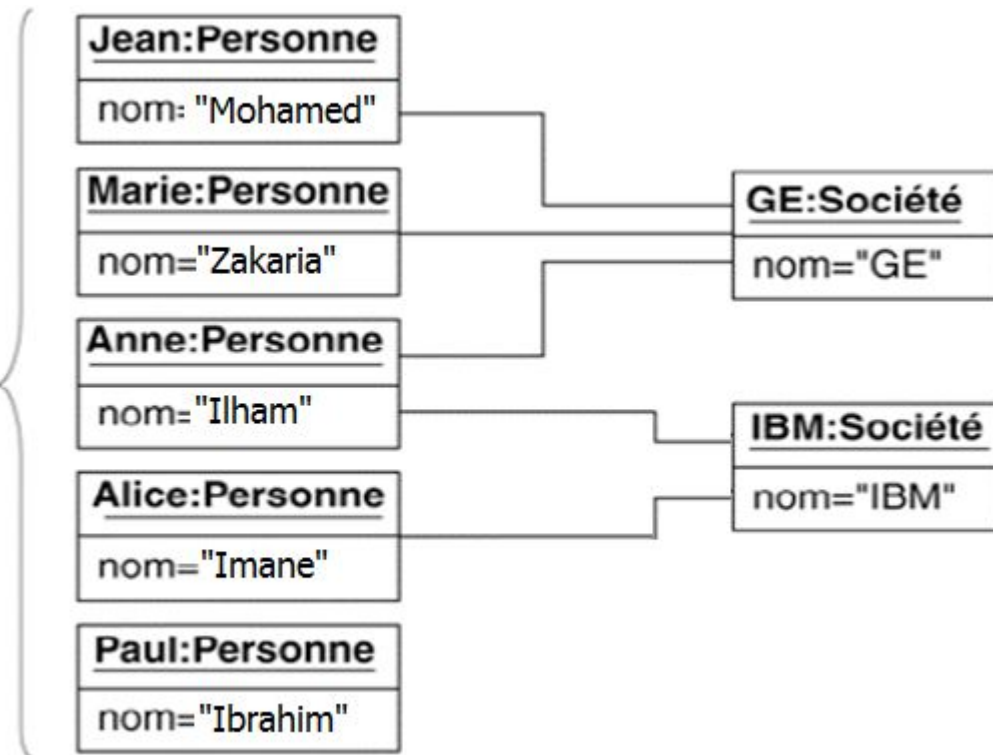 Jean:Personne
nom: "Mohamed"
Marie:Personne
nom="Zakaria"
Anne:Personne
nom="Ilham"
Alice:Personne
nom="Imane"
Paul:Personne
nom="Ibrahim"
GE:Société
nom="GE"
IBM:Société
nom="IBM"